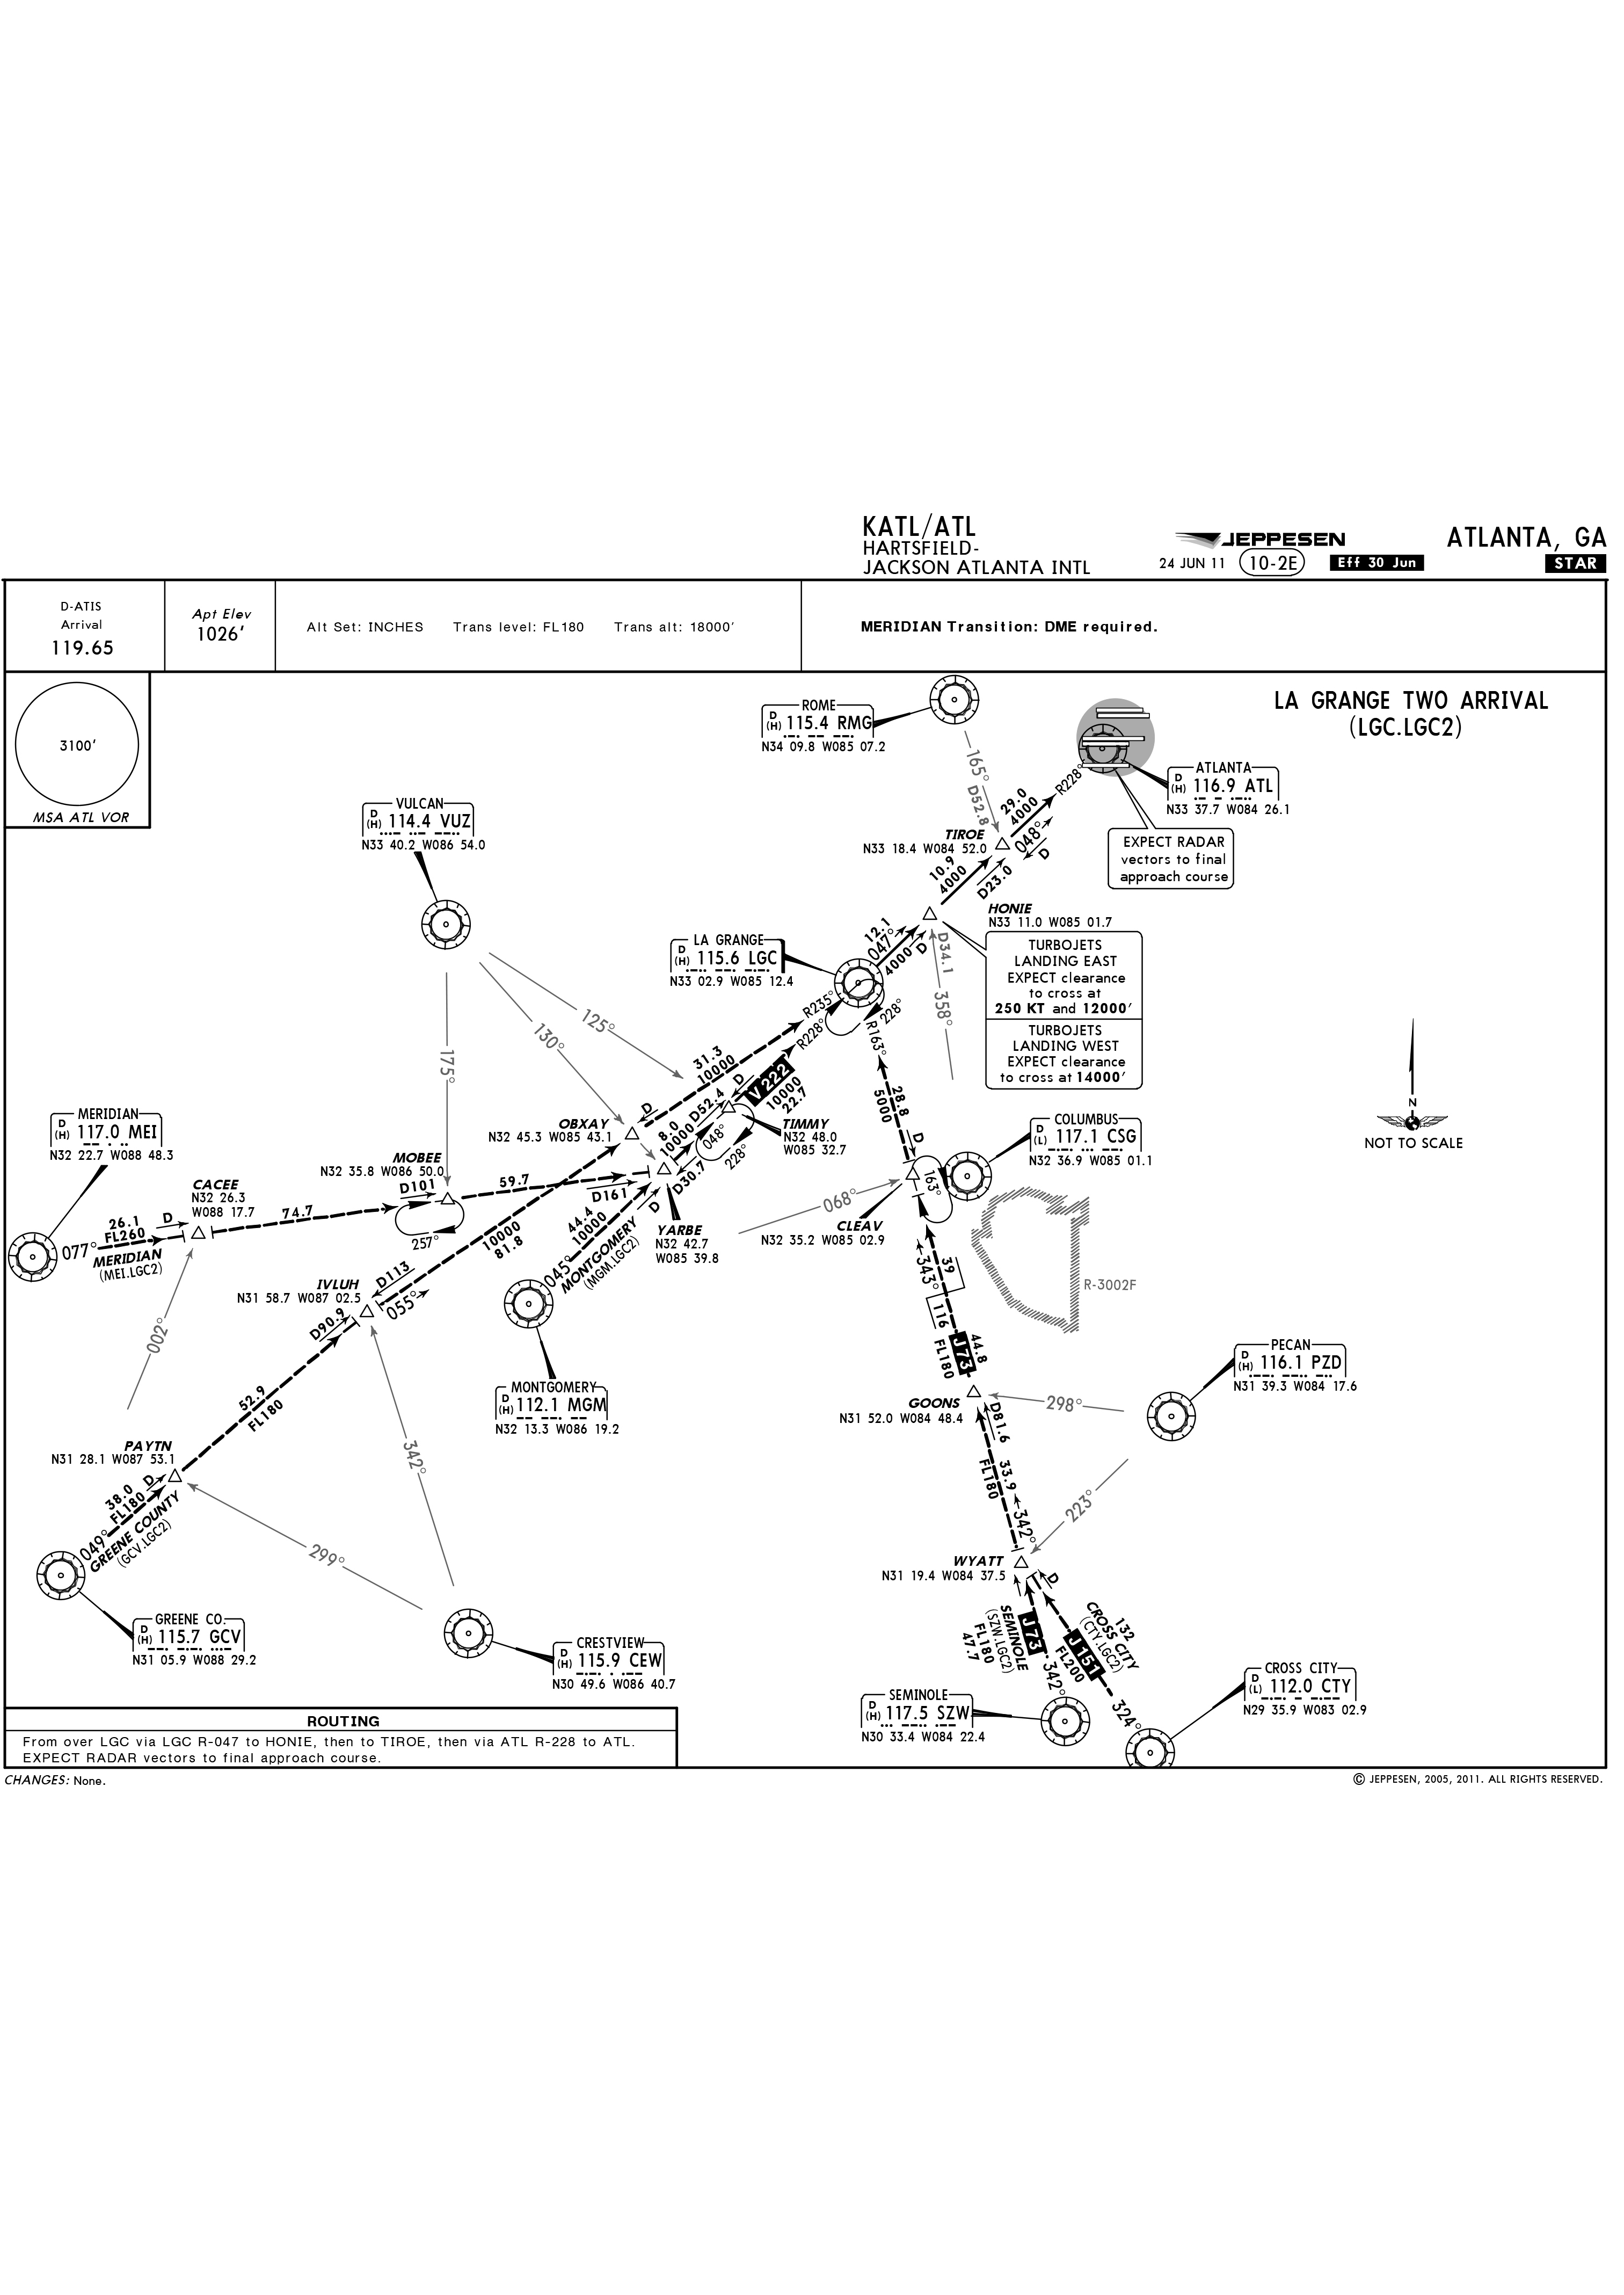 KATL/ATL
HARTSFIELD-
JACKSON ATLANTA INTL
JEPPESEN
24 JUN 11
10-2E
Eff 30 Jun
ATLANTA, GA
STAR
D-ATIS
Arrival
119.65
Apt Elev
1026'
Alt Set: INCHES Trans level: FL180 Trans alt: 18000'
MERIDIAN Transition: DME required.
3100'
MSA ATL VOR
LA GRANGE TWO ARRIVAL
(LGC.LGC2)
ROME
D
(H) 115.4 RMG
N34 09.8 W085 07.2
165°
D52.8
ATLANTA
D
(H) 116.9 ATL
N33 37.7 W084 26.1
EXPECT RADAR
vectors to final
approach course
R228°
29.0
4000
048°
D
TIROE
N33 18.4 W084 52.0
10.9
4000
D23.0
HONIE
N33 11.0 W085 01.7
TURBOJETS
LANDING EAST
EXPECT clearance
to cross at
250 KT and 12000'
TURBOJETS
LANDING WEST
EXPECT clearance
to cross at 14000'
D34.1
358°
12.1
047°
4000
D
VULCAN
D
(H) 114.4 VUZ
N33 40.2 W086 54.0
175°
130°
125°
LA GRANGE
D
(H) 115.6 LGC
N33 02.9 W085 12.4
R235°
R228°
228°
R163°
31.3
10000
D
D
V 222
10000
22.7
8.0
10000
D52.4
048°
228°
D30.7
TIMMY
N32 48.0
W085 32.7
OBXAY
N32 45.3 W085 43.1
28.8
5000
D
COLUMBUS
D
(L) 117.1 CSG
N32 36.9 W085 01.1
163°
068°
CLEAV
N32 35.2 W085 02.9
MERIDIAN
D
(H) 117.0 MEI
N32 22.7 W088 48.3
CACEE
N32 26.3
W088 17.7
26.1
FL260
D
077°
MERIDIAN
(MEI.LGC2)
74.7
MOBEE
N32 35.8 W086 50.0
D101
257°
59.7
D161
YARBE
N32 42.7
W085 39.8
D
44.4
10000
045°
MONTGOMERY
(MGM.LGC2)
10000
81.8
IVLUH
N31 58.7 W087 02.5
D113
055°
D90.9
002°
MONTGOMERY
D
(H) 112.1 MGM
N32 13.3 W086 19.2
R-3002F
343°
39
116
FL180
J 73
44.8
GOONS
N31 52.0 W084 48.4
298°
PECAN
D
(H) 116.1 PZD
N31 39.3 W084 17.6
D81.6
33.9
FL180
342°
223°
WYATT
N31 19.4 W084 37.5
D
52.9
FL180
342°
PAYTN
N31 28.1 W087 53.1
38.0
FL180
D
049°
GREENE COUNTY
(GCV.LGC2)
299°
GREENE CO.
D
(H) 115.7 GCV
N31 05.9 W088 29.2
CRESTVIEW
D
(H) 115.9 CEW
N30 49.6 W086 40.7
SEMINOLE
(SZW.LGC2)
FL180
47.7
J 73
342°
132
CROSS CITY
(CTY.LGC2)
J 151
FL200
324°
SEMINOLE
D
(H) 117.5 SZW
N30 33.4 W084 22.4
CROSS CITY
D
(L) 112.0 CTY
N29 35.9 W083 02.9
N
NOT TO SCALE
ROUTING
From over LGC via LGC R-047 to HONIE, then to TIROE, then via ATL R-228 to ATL.
EXPECT RADAR vectors to final approach course.
CHANGES: None.
© JEPPESEN, 2005, 2011. ALL RIGHTS RESERVED.